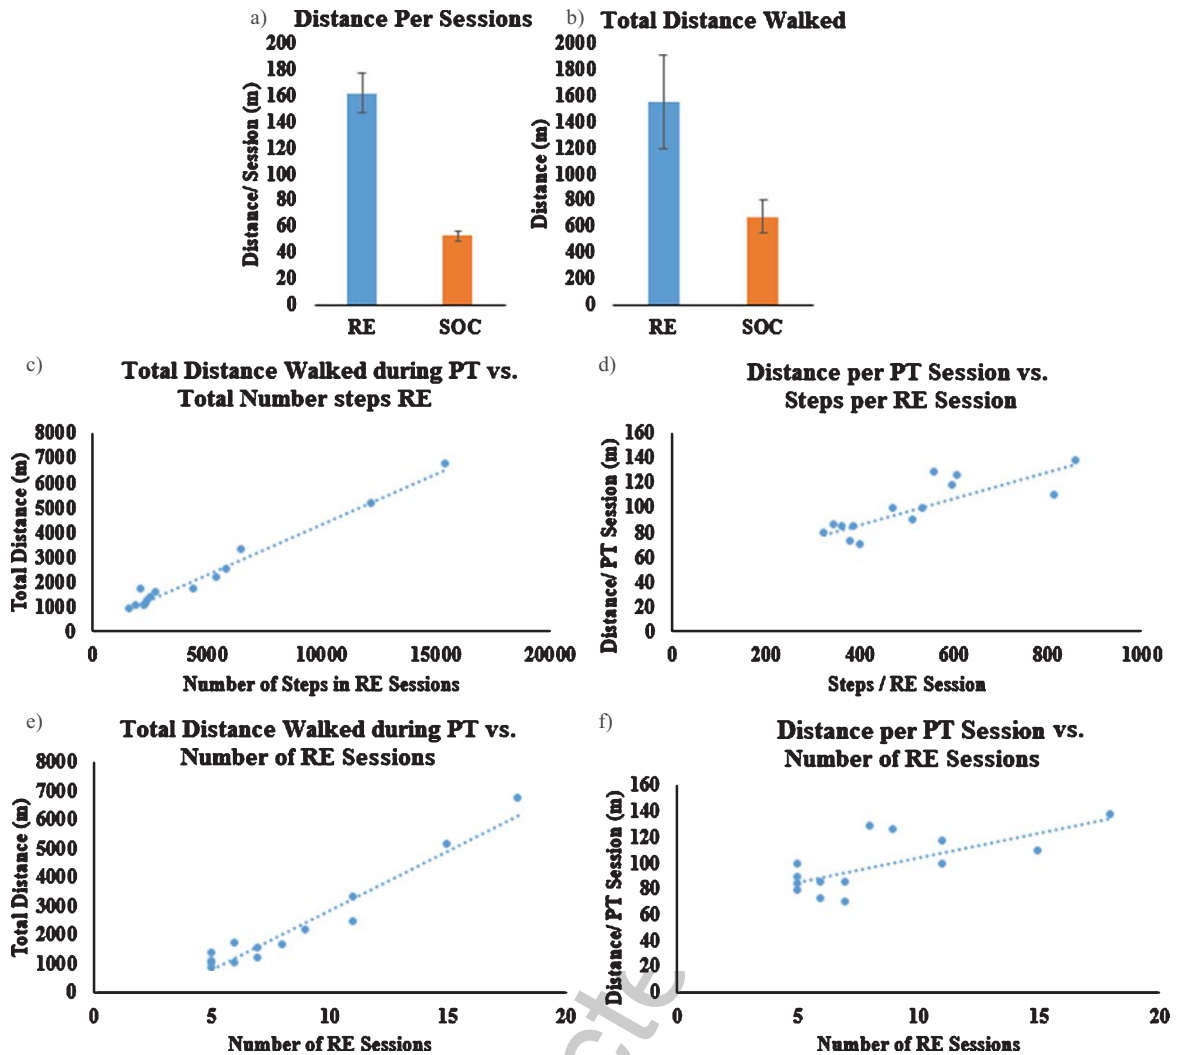 a) Distance Per Sessions
Distance/ Session (m)
200
180
160
140
120
100
80
60
40
20
0
RE SOC
b) Total Distance Walked
Distance (m)
2000
1800
1600
1400
1200
1000
800
600
400
200
0
RE SOC
c) Total Distance Walked during PT vs.
Total Number steps RE
Total Distance (m)
8000
7000
6000
5000
4000
3000
2000
1000
0
0 5000 10000 15000 20000
Number of Steps in RE Sessions
d) Distance per PT Session vs.
Steps per RE Session
Distance/ PT Session (m)
160
140
120
100
80
60
40
20
0
0 200 400 600 800 1000
Steps / RE Session
e) Total Distance Walked during PT vs.
Number of RE Sessions
Total Distance (m)
8000
7000
6000
5000
4000
3000
2000
1000
0
0 5 10 15 20
Number of RE Sessions
f) Distance per PT Session vs.
Number of RE Sessions
Distance/ PT Session (m)
160
140
120
100
80
60
40
20
0
0 5 10 15 20
Number of RE Sessions